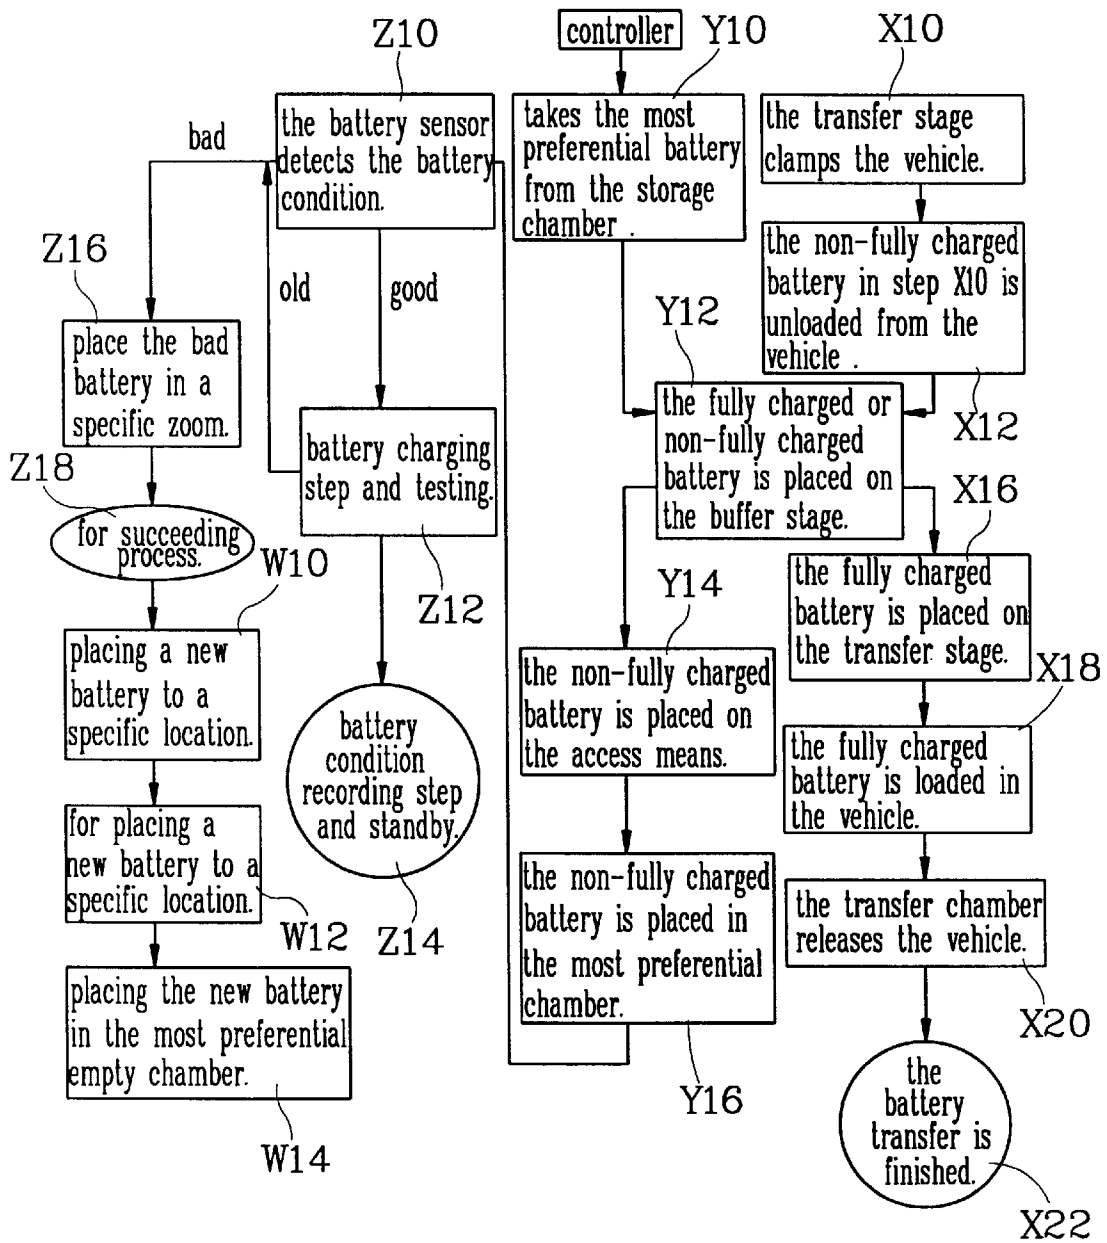 controller
Z10
Y10
X10
the battery sensor
detects the battery
condition.
takes the most
preferential battery
from the storage
chamber .
the transfer stage
clamps the vehicle.
bad
old
good
the non-fully charged
battery in step X10 is
unloaded from the
vehicle .
X12
Z16
place the bad
battery in a
specific zoom.
Y12
the fully charged or
non-fully charged
battery is placed on
the buffer stage.
battery charging
step and testing.
Z12
Z18
for succeeding
process.
X16
the fully charged
battery is placed on
the transfer stage.
W10
placing a new
battery to a
specific location.
Y14
the non-fully charged
battery is placed on
the access means.
X18
the fully charged
battery is loaded in
the vehicle.
battery
condition
recording step
and standby.
Z14
for placing a
new battery to a
specific location.
W12
the non-fully charged
battery is placed in
the most preferential
chamber.
Y16
the transfer chamber
releases the vehicle.
X20
placing the new battery
in the most preferential
empty chamber.
W14
the
battery
transfer is
finished.
X22